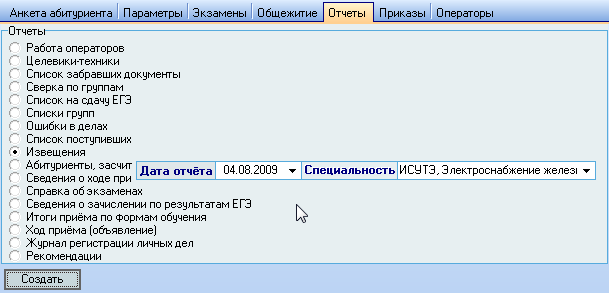 Анкета абитуриента Параметры Экзамены Общежитие Отчеты Приказы Операторы
Отчеты
Работа операторов
Целевики-техники
Список забравших документы
Сверка по группам
Список на сдачу ЕГЭ
Списки групп
Ошибки в делах
Список поступивших
Извещения
Абитуриенты, засчит
Дата отчёта 04.08.2009 Специальность ИСУТЭ, Электроснабжение желез
Сведения о ходе при
Справка об экзаменах
Сведения о зачислении по результатам ЕГЭ
Итоги приёма по формам обучения
Ход приёма (объявление)
Журнал регистрации личных дел
Рекомендации
Создать